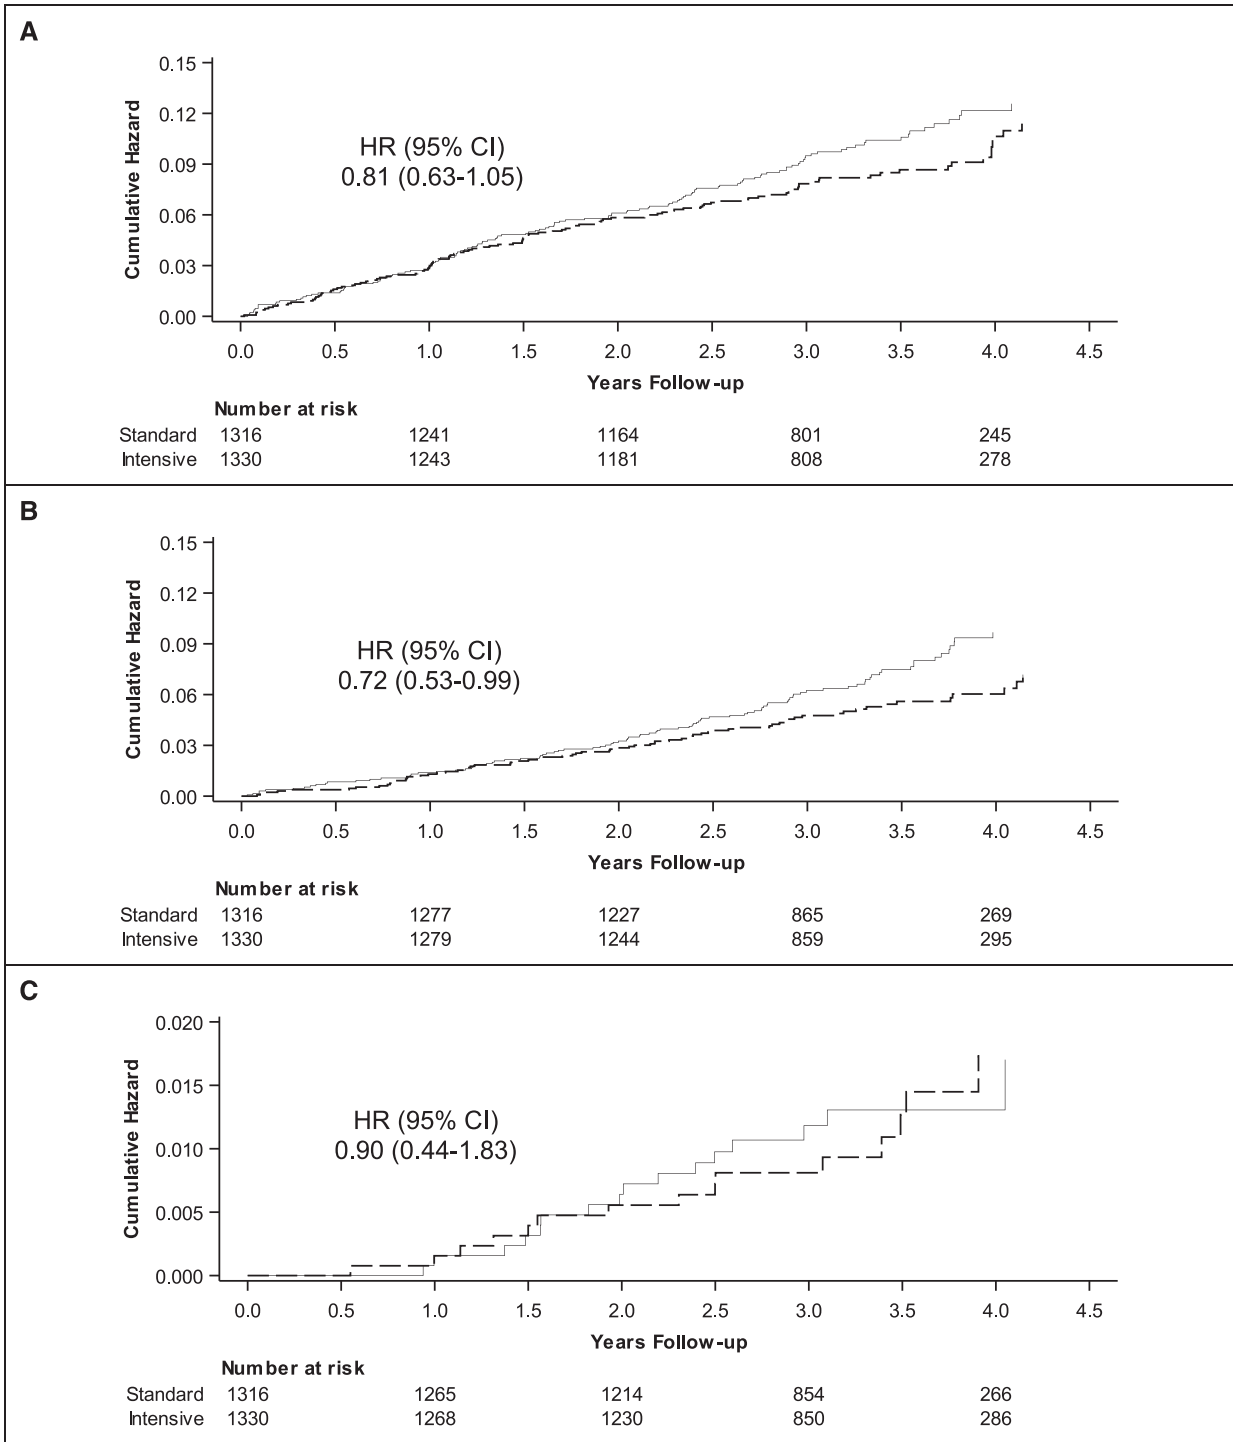 A
Cumulative Hazard
0.15
0.12
0.09
0.06
0.03
0.00
HR (95% CI)
0.81 (0.63-1.05)
0.0 0.5 1.0 1.5 2.0 2.5 3.0 3.5 4.0 4.5
Years Follow-up
Number at risk
Standard 1316 1241 1164 801 245
Intensive 1330 1243 1181 808 278
B
Cumulative Hazard
0.15
0.12
0.09
0.06
0.03
0.00
HR (95% CI)
0.72 (0.53-0.99)
0.0 0.5 1.0 1.5 2.0 2.5 3.0 3.5 4.0 4.5
Years Follow-up
Number at risk
Standard 1316 1277 1227 865 269
Intensive 1330 1279 1244 859 295
C
Cumulative Hazard
0.020
0.015
0.010
0.005
0.000
HR (95% CI)
0.90 (0.44-1.83)
0.0 0.5 1.0 1.5 2.0 2.5 3.0 3.5 4.0 4.5
Years Follow-up
Number at risk
Standard 1316 1265 1214 854 266
Intensive 1330 1268 1230 850 286